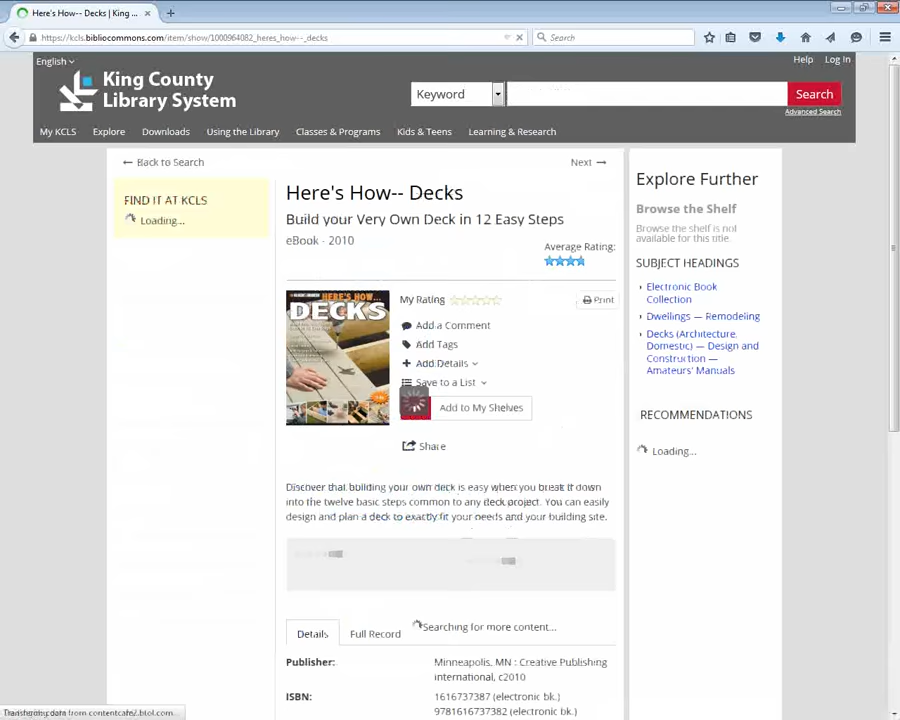 Here's How-- Decks | King ...
https://kcls.bibliocommons.com/item/show/1000964082_heres_how--_decks
Search
English
Help Log In
King County
Library System
Keyword
Search
Advanced Search
My KCLS Explore Downloads Using the Library Classes & Programs Kids & Teens Learning & Research
← Back to Search
Next →
FIND IT AT KCLS
Loading...
Here's How-- Decks
Build your Very Own Deck in 12 Easy Steps
eBook - 2010
Average Rating:
HERE'S HOW...
DECKS
My Rating
Print
Add a Comment
Add Tags
Add Details
Save to a List
Add to My Shelves
Share
Discover that building your own deck is easy when you break it down
into the twelve basic steps common to any deck project. You can easily
design and plan a deck to exactly fit your needs and your building site.
Details
Full Record
Searching for more content...
Publisher:
Minneapolis, MN : Creative Publishing
international, c2010
ISBN:
1616737387 (electronic bk.)
9781616737382 (electronic bk.)
Explore Further
Browse the Shelf
Browse the shelf is not
available for this title.
SUBJECT HEADINGS
Electronic Book
Collection
Dwellings — Remodeling
Decks (Architecture,
Domestic) — Design and
Construction —
Amateurs' Manuals
RECOMMENDATIONS
Loading...